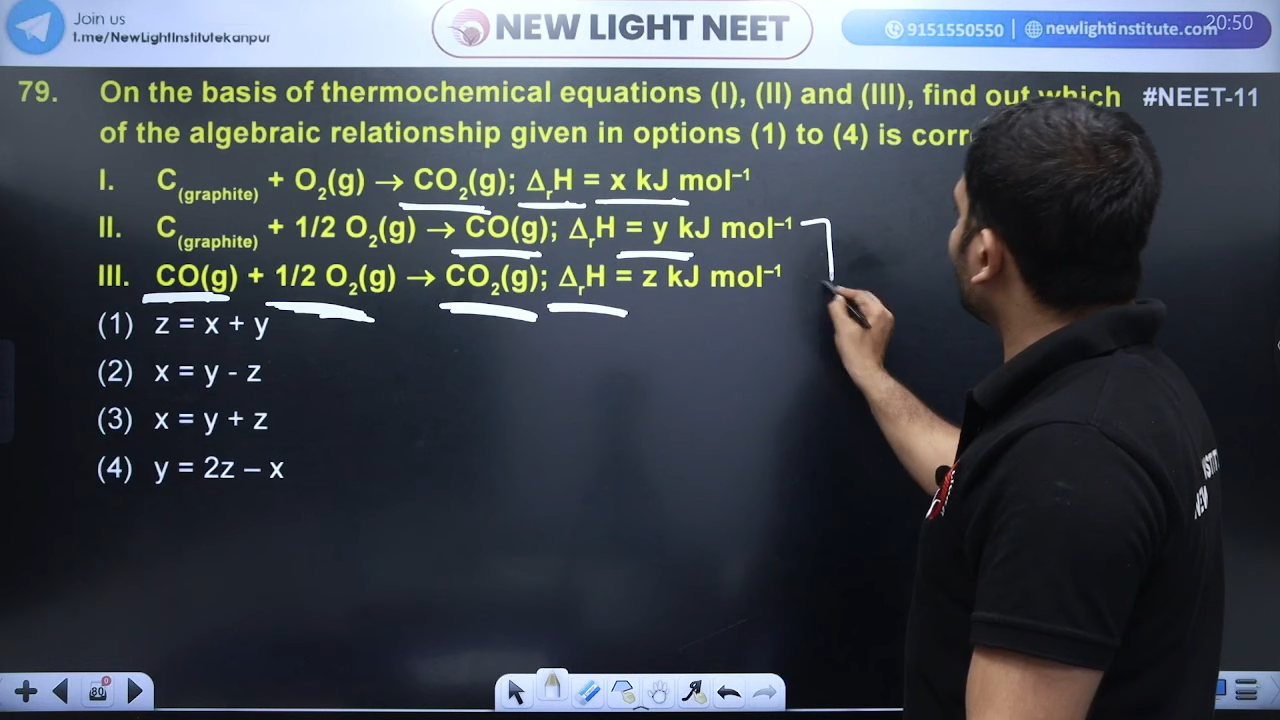 Join us
t.me/NewLightInstitutekanpur
NEW LIGHT NEET
9151550550 | newlightinstitute.com
20:50
79. On the basis of thermochemical equations (I), (II) and (III), find out which #NEET-11
of the algebraic relationship given in options (1) to (4) is
I. C(graphite) + O₂(g) → CO₂(g); ΔᵣH = x kJ mol⁻¹
II. C(graphite) + 1/2 O₂(g) → CO(g); ΔᵣH = y kJ mol⁻¹
III. CO(g) + 1/2 O₂(g) → CO₂(g); ΔᵣH = z kJ mol⁻¹
(1) z = x + y
(2) x = y - z
(3) x = y + z
(4) y = 2z – x
80